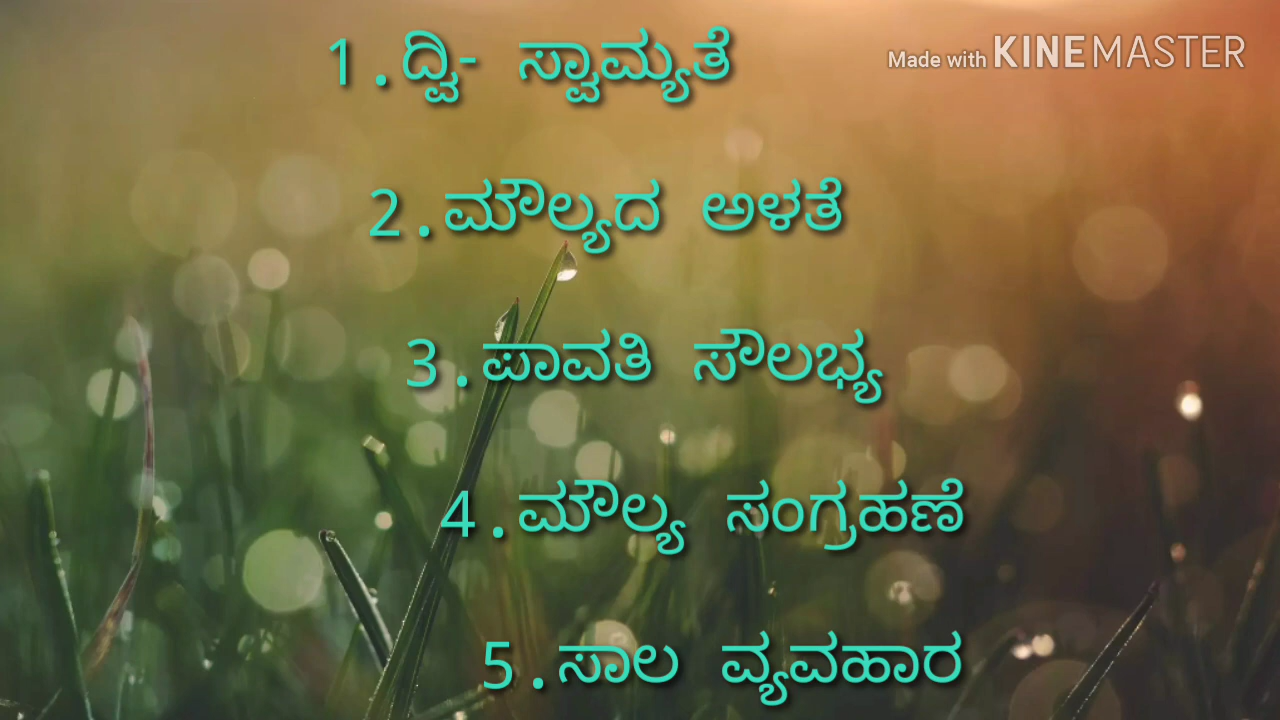 Made with KINEMASTER
1.ದ್ವಿ- ಸ್ವಾಮ್ಯತೆ
2.ಮೌಲ್ಯದ ಅಳತೆ
3.ಪಾವತಿ ಸೌಲಭ್ಯ
4.ಮೌಲ್ಯ ಸಂಗ್ರಹಣೆ
5.ಸಾಲ ವ್ಯವಹಾರ